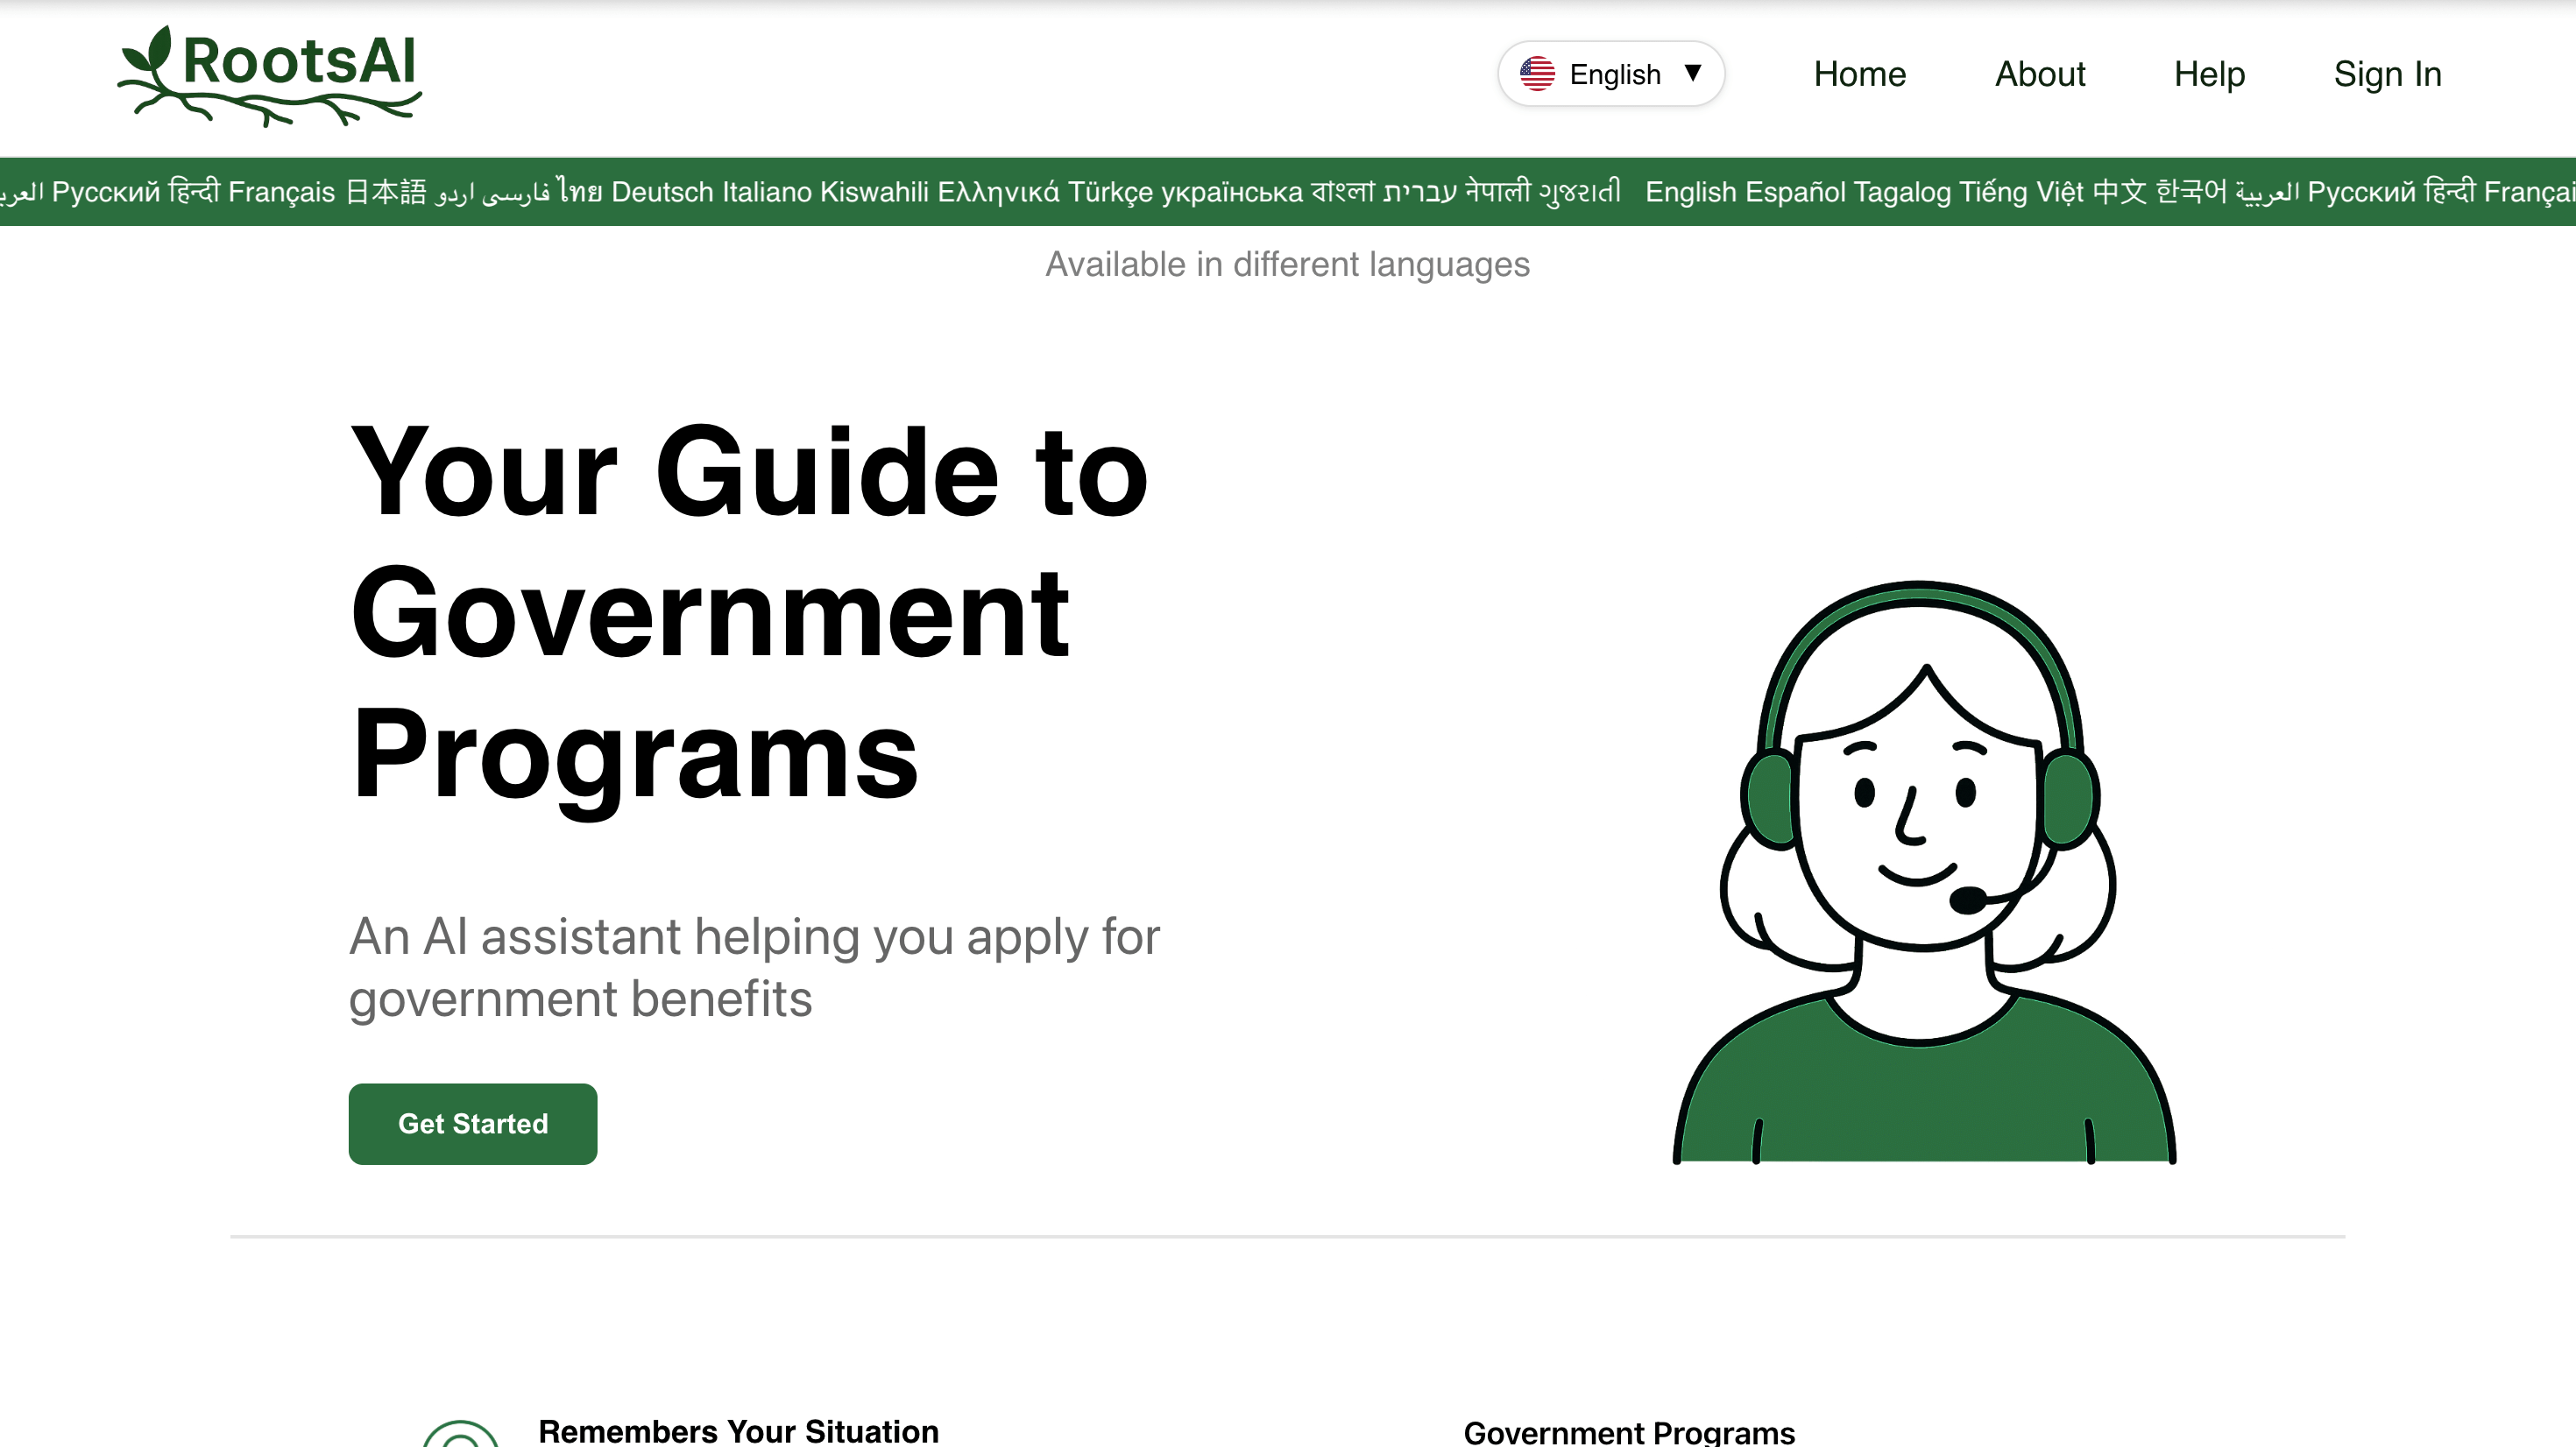 RootsAI
English ▼
Home
About
Help
Sign In
Русский हिन्दी Français 日本語 فارسی اردو ไทย Deutsch Italiano Kiswahili Ελληνικά Türkçe українська বাংলা עברית नेपाली ગુજરાતી English Español Tagalog Tiếng Việt 中文 한국어 العربية Русский हिन्दी
Available in different languages
Your Guide to
Government
Programs
An AI assistant helping you apply for
government benefits
Get Started
Remembers Your Situation
Government Programs